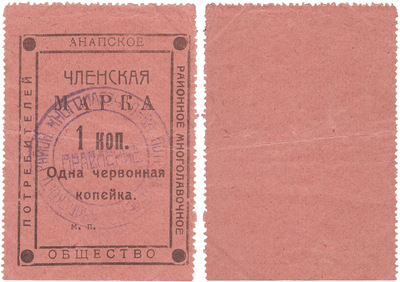 АНАПСКОЕ
РАЙОННОЕ МНОГОЛАВОЧНОЕ
ОБЩЕСТВО
ПОТРЕБИТЕЛЕЙ
ЧЛЕНСКАЯ
МАРКА
1 КОП.
Одна червонная
копейка.
м. п.